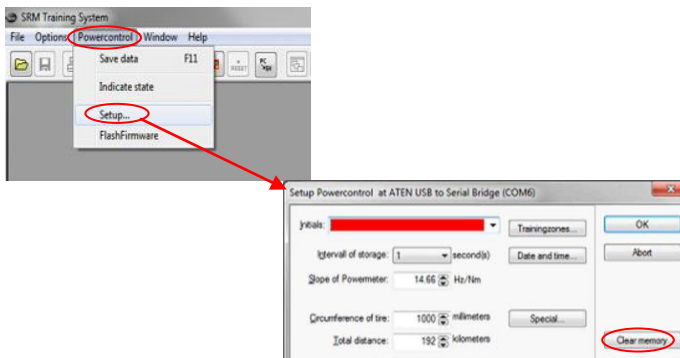 SRM Training System
File Options Powercontrol Window Help
Save data F11
Indicate state
Setup...
FlashFirmware
Setup Powercontrol at ATEN USB to Serial Bridge (COM6)
Initials: Trainingzones... OK
Intervall of storage: 1 second(s) Date and time... Abort
Slope of Powermeter: 14.66 Hz/Nm
Circumference of tire: 1000 millimeters Special...
Total distance: 192 kilometers Clear memory